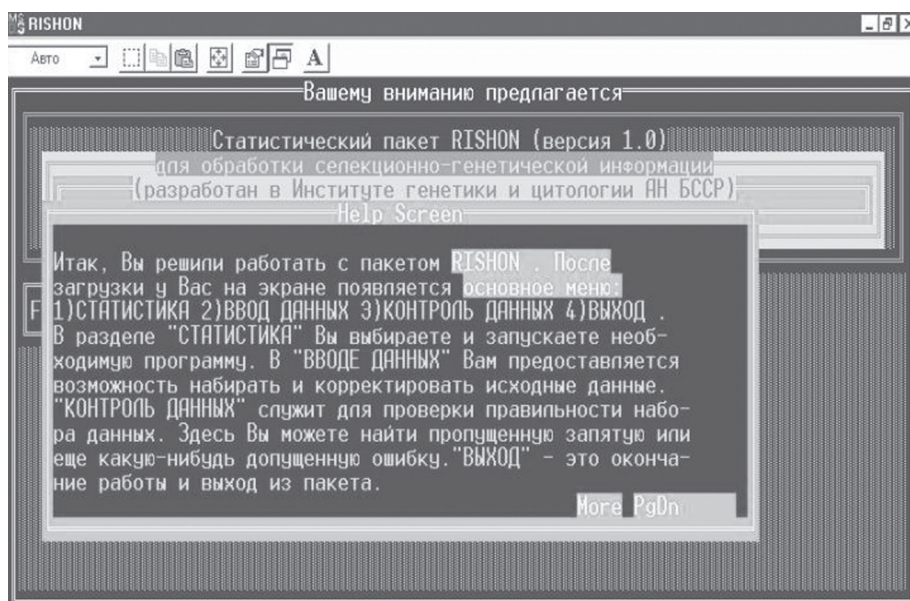 MS RISHON
Авто
A
Вашему вниманию предлагается
Статистический пакет RISHON (версия 1.0)
для обработки селекционно-генетической информации
(разработан в Институте генетики и цитологии АН БССР)
Help Screen
Итак, Вы решили работать с пакетом RISHON . После
загрузки у Вас на экране появляется основное меню:
F
1)СТАТИСТИКА 2)ВВОД ДАННЫХ 3)КОНТРОЛЬ ДАННЫХ 4)ВЫХОД .
В разделе "СТАТИСТИКА" Вы выбираете и запускаете необ-
ходимую программу. В "ВВОДЕ ДАННЫХ" Вам предоставляется
возможность набирать и корректировать исходные данные.
"КОНТРОЛЬ ДАННЫХ" служит для проверки правильности набо-
ра данных. Здесь Вы можете найти пропущенную запятую или
еще какую-нибудь допущенную ошибку."ВЫХОД" - это оконча-
ние работы и выход из пакета.
More PgDn